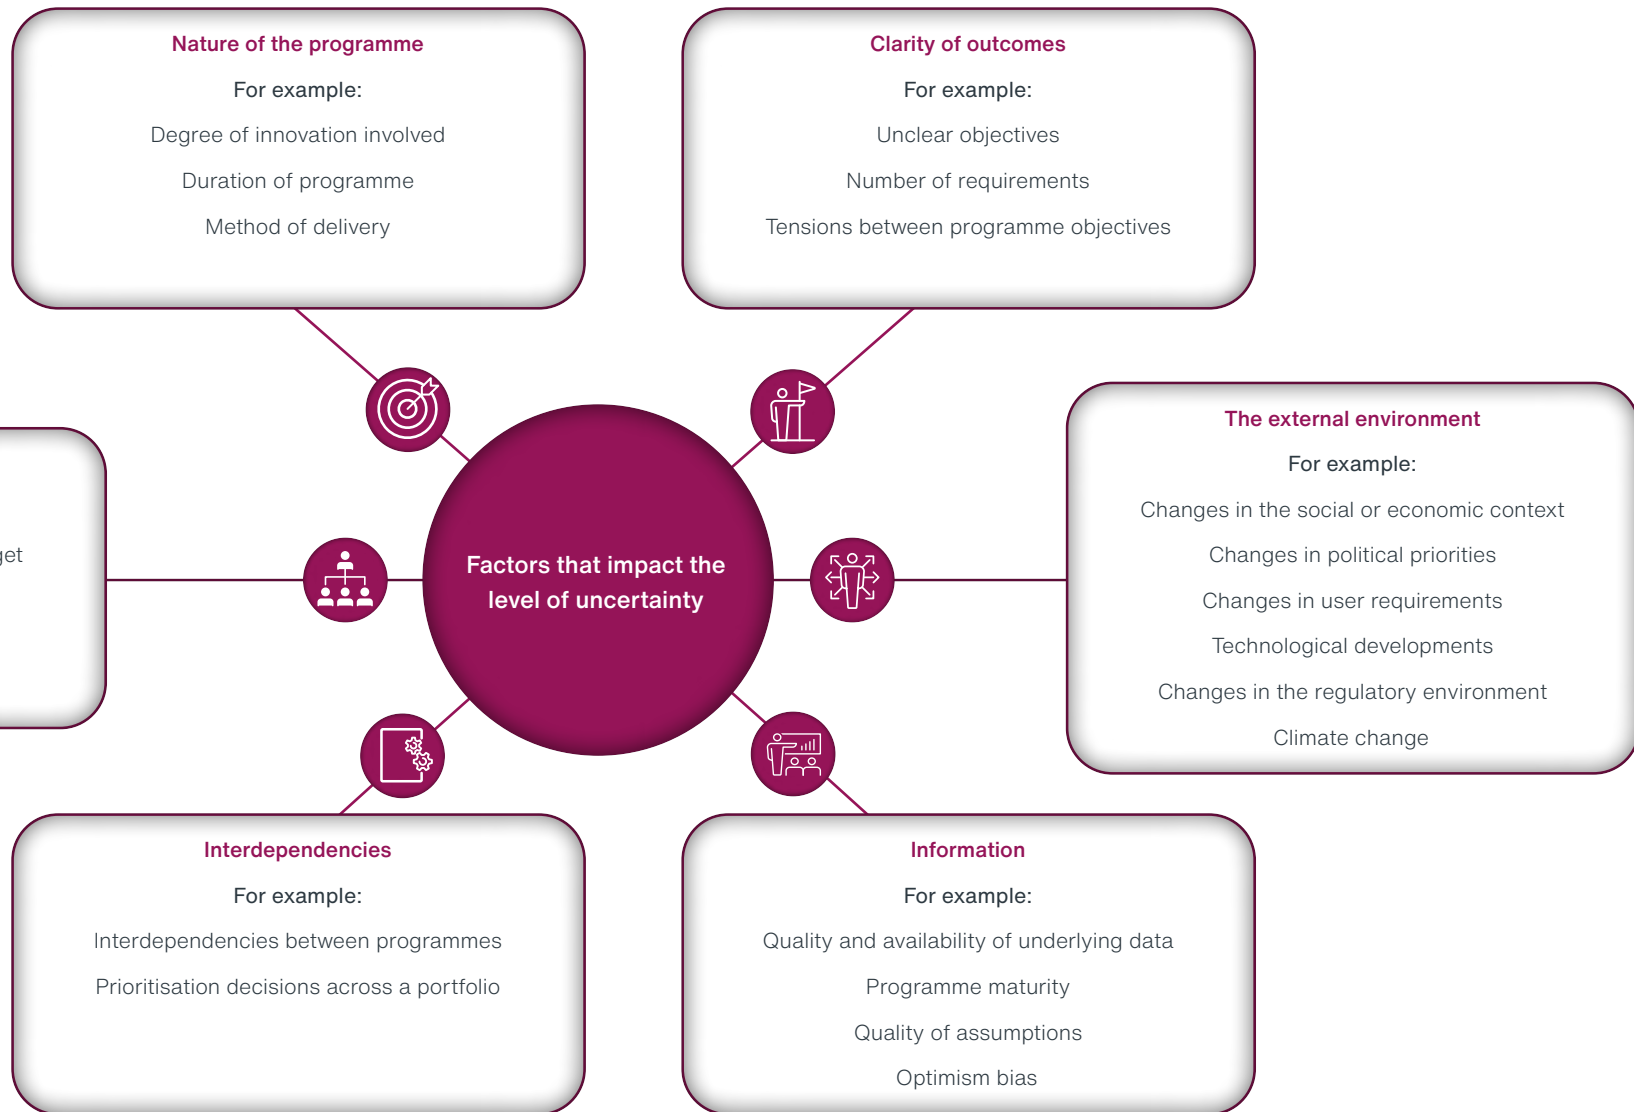 Nature of the programme
For example:
Degree of innovation involved
Duration of programme
Method of delivery
Clarity of outcomes
For example:
Unclear objectives
Number of requirements
Tensions between programme objectives
The external environment
For example:
Changes in the social or economic context
Changes in political priorities
Changes in user requirements
Technological developments
Changes in the regulatory environment
Climate change
Factors that impact the
level of uncertainty
Interdependencies
For example:
Interdependencies between programmes
Prioritisation decisions across a portfolio
Information
For example:
Quality and availability of underlying data
Programme maturity
Quality of assumptions
Optimism bias